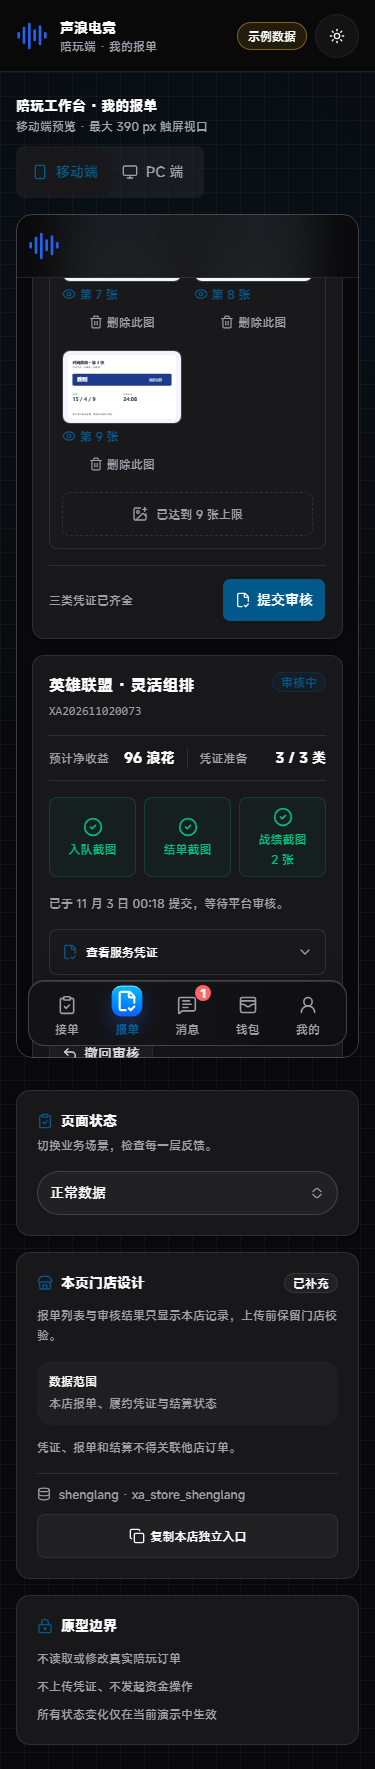 声浪电竞
陪玩端 · 我的报单
示例数据
陪玩工作台 · 我的报单
移动端预览 · 最大 390 px 触屏视口
移动端
PC 端
第 7 张
第 8 张
删除此图
删除此图
胜利
15 / 4 / 9
24:08
第 9 张
删除此图
已达到 9 张上限
三类凭证已齐全
提交审核
英雄联盟 · 灵活组排
审核中
XA202611020073
预计净收益
96 浪花
凭证准备
3 / 3 类
入队截图
结单截图
战绩截图
2 张
已于 11 月 3 日 00:18 提交，等待平台审核。
查看服务凭证
接单
报单
消息
1
钱包
我的
撤回审核
页面状态
切换业务场景，检查每一层反馈。
正常数据
本页门店设计
已补充
报单列表与审核结果只显示本店记录，上传前保留门店校
验。
数据范围
本店报单、履约凭证与结算状态
凭证、报单和结算不得关联他店订单。
shenglang · xa_store_shenglang
复制本店独立入口
原型边界
不读取或修改真实陪玩订单
不上传凭证、不发起资金操作
所有状态变化仅在当前演示中生效